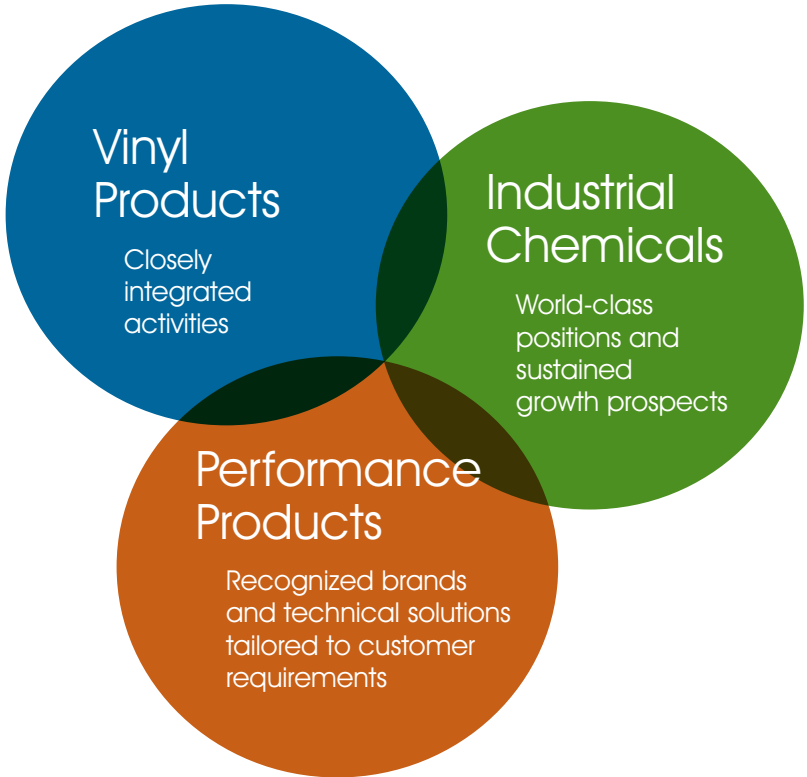 Vinyl
Products
Closely
integrated
activities
Industrial
Chemicals
World-class
positions and
sustained
growth prospects
Performance
Products
Recognized brands
and technical solutions
tailored to customer
requirements